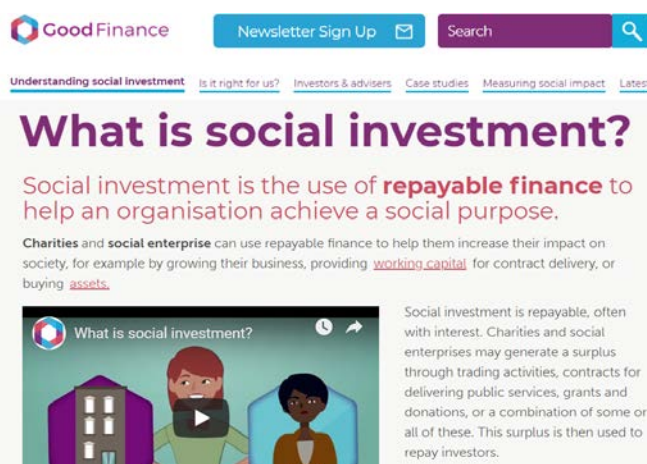 Good Finance
Newsletter Sign Up
Search
Understanding social investment Is it right for us? Investors & advisers Case studies Measuring social impact Latest
What is social investment?
Social investment is the use of repayable finance to
help an organisation achieve a social purpose.
Charities and social enterprise can use repayable finance to help them increase their impact on
society, for example by growing their business, providing working capital for contract delivery, or
buying assets.
What is social investment?
Social investment is repayable, often
with interest. Charities and social
enterprises may generate a surplus
through trading activities, contracts for
delivering public services, grants and
donations, or a combination of some or
all of these. This surplus is then used to
repay investors.